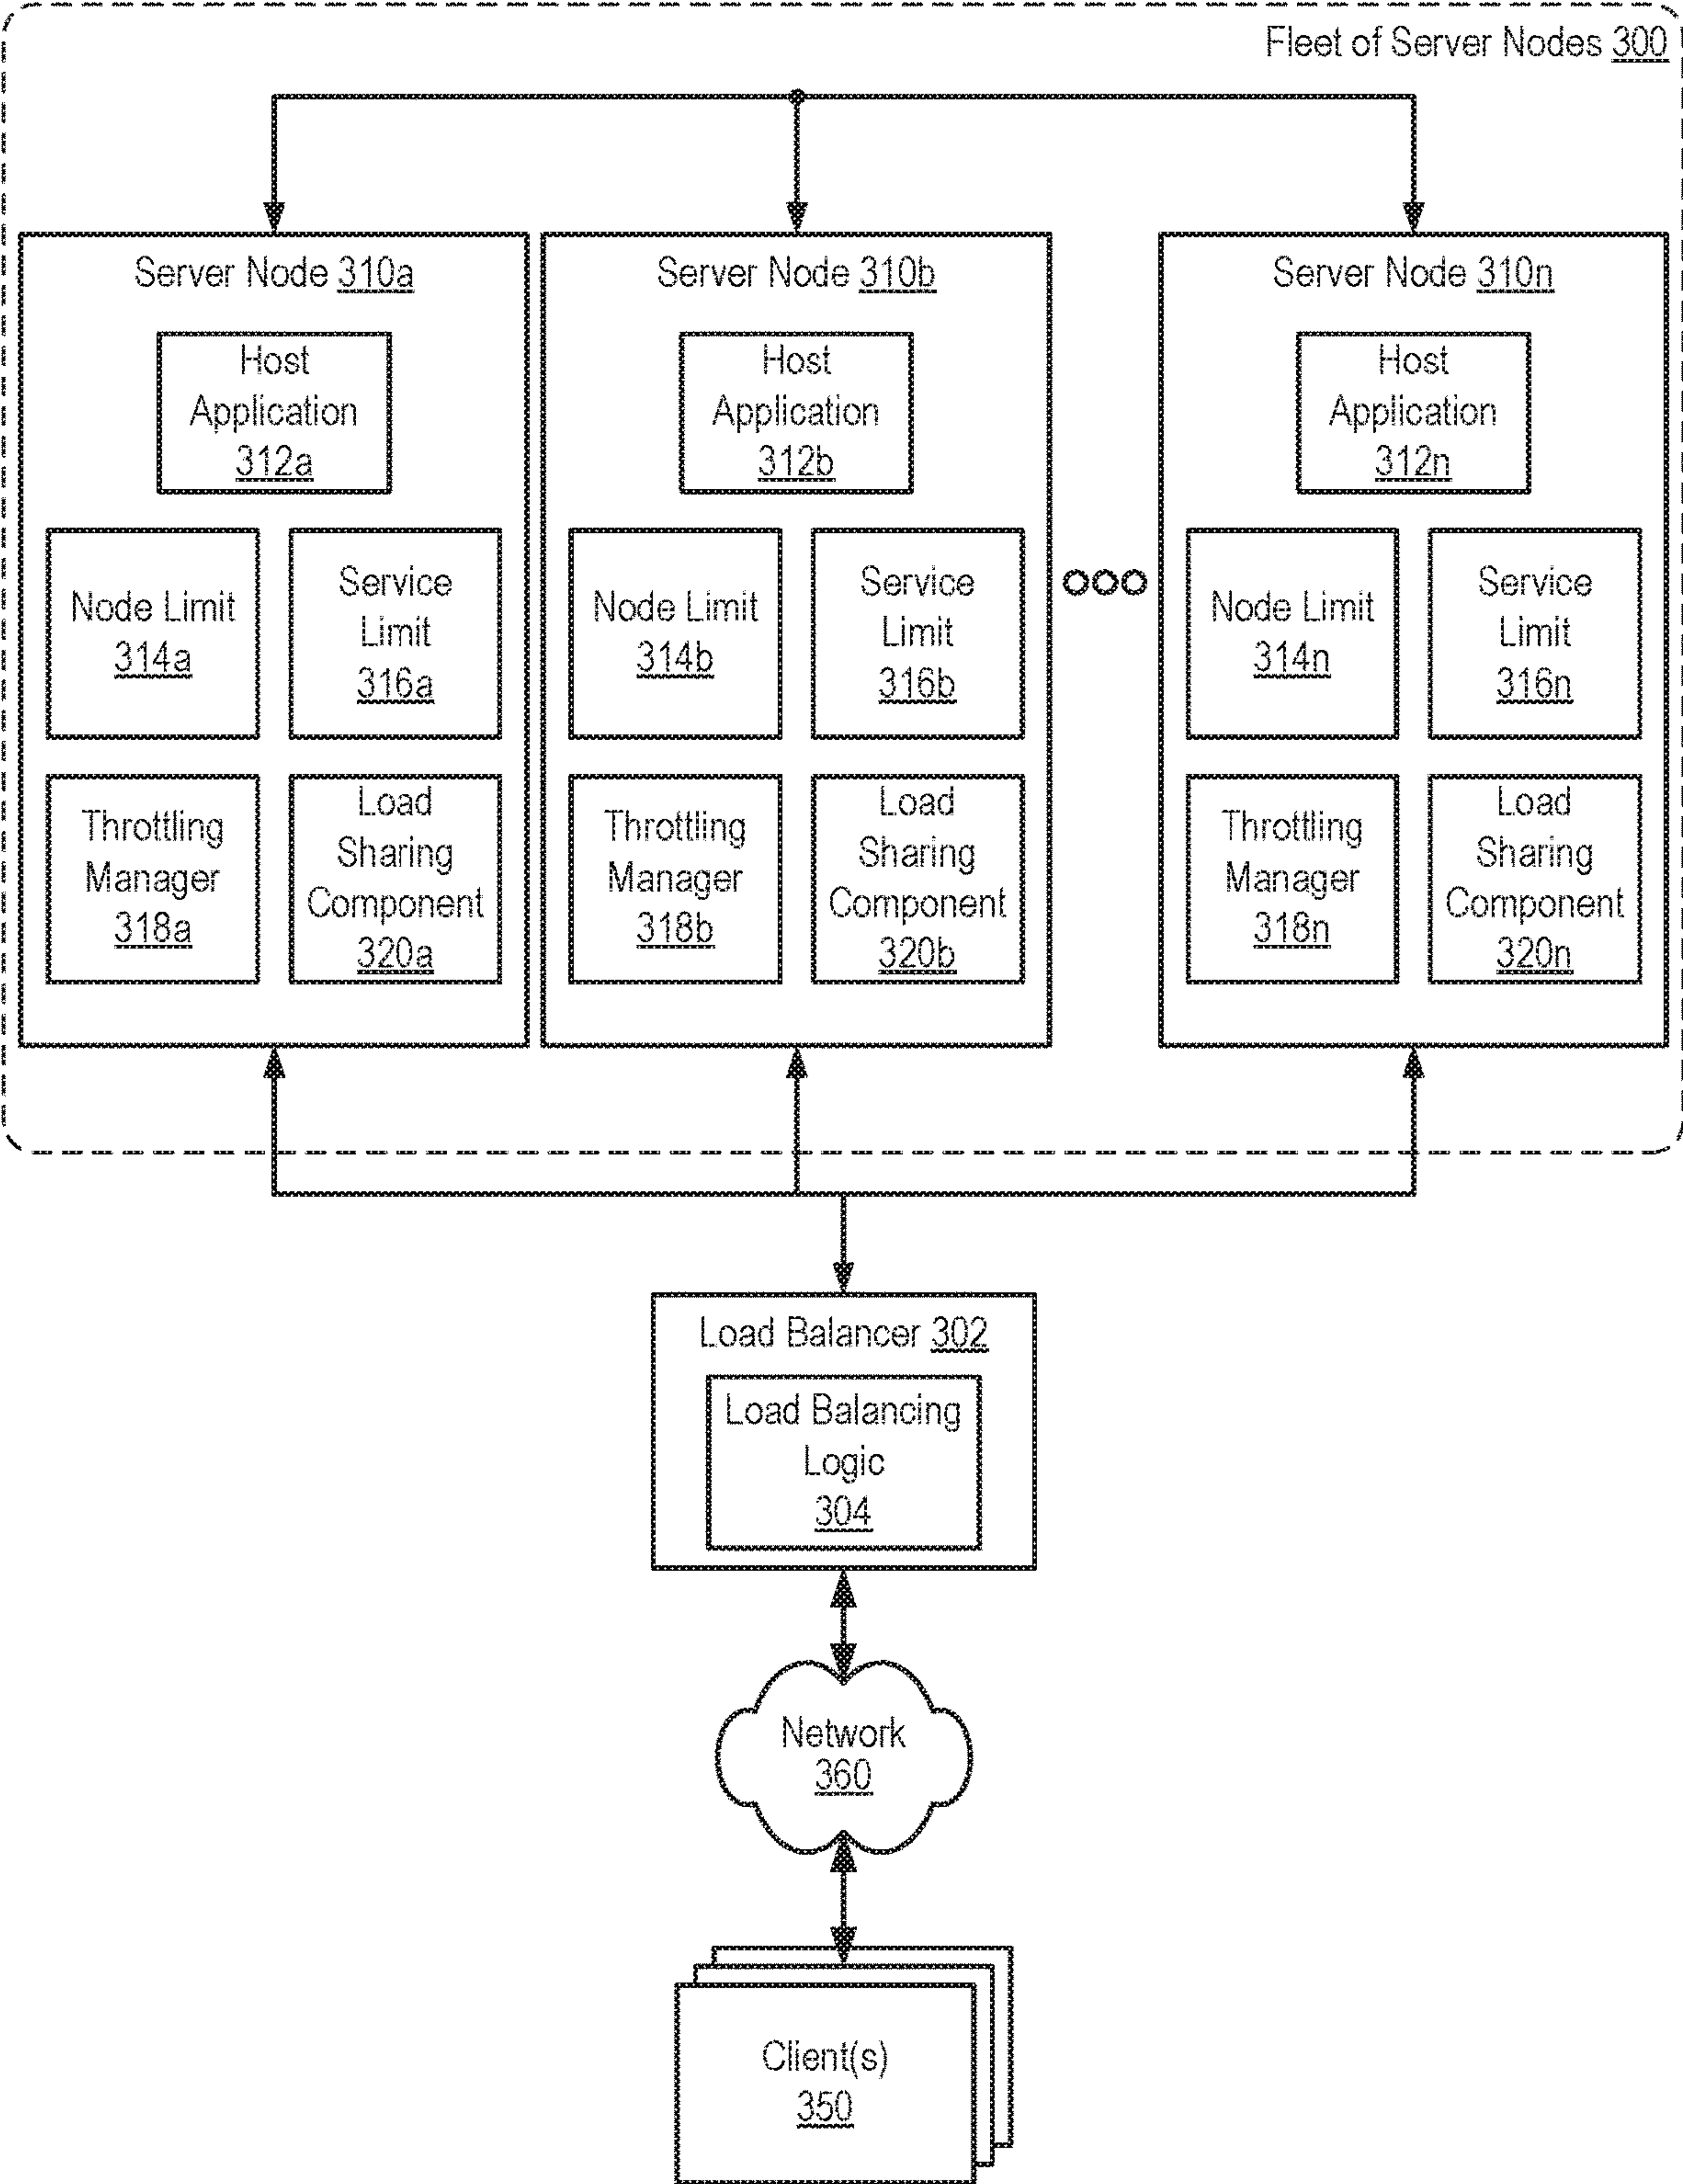 Fleet of Server Nodes 300
Server Node 310a
Host
Application
312a
Node Limit
314a
Service
Limit
316a
Throttling
Manager
318a
Load
Sharing
Component
320a
Server Node 310b
Host
Application
312b
Node Limit
314b
Service
Limit
316b
Throttling
Manager
318b
Load
Sharing
Component
320b
Server Node 310n
Host
Application
312n
Node Limit
314n
Service
Limit
316n
Throttling
Manager
318n
Load
Sharing
Component
320n
Load Balancer 302
Load Balancing
Logic
304
Network
360
Client(s)
350